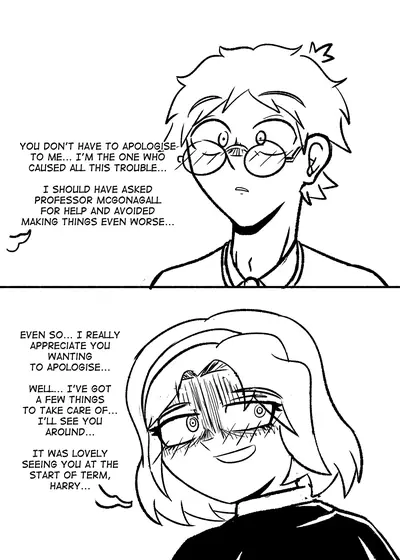 YOU DON'T HAVE TO APOLOGISE
TO ME... I'M THE ONE WHO
CAUSED ALL THIS TROUBLE...
I SHOULD HAVE ASKED
PROFESSOR MCGONAGALL
FOR HELP AND AVOIDED
MAKING THINGS EVEN WORSE...
EVEN SO... I REALLY
APPRECIATE YOU
WANTING
TO APOLOGISE...
WELL... I'VE GOT
A FEW THINGS
TO TAKE CARE OF...
I'LL SEE YOU
AROUND...
IT WAS LOVELY
SEEING YOU AT THE
START OF TERM,
HARRY...